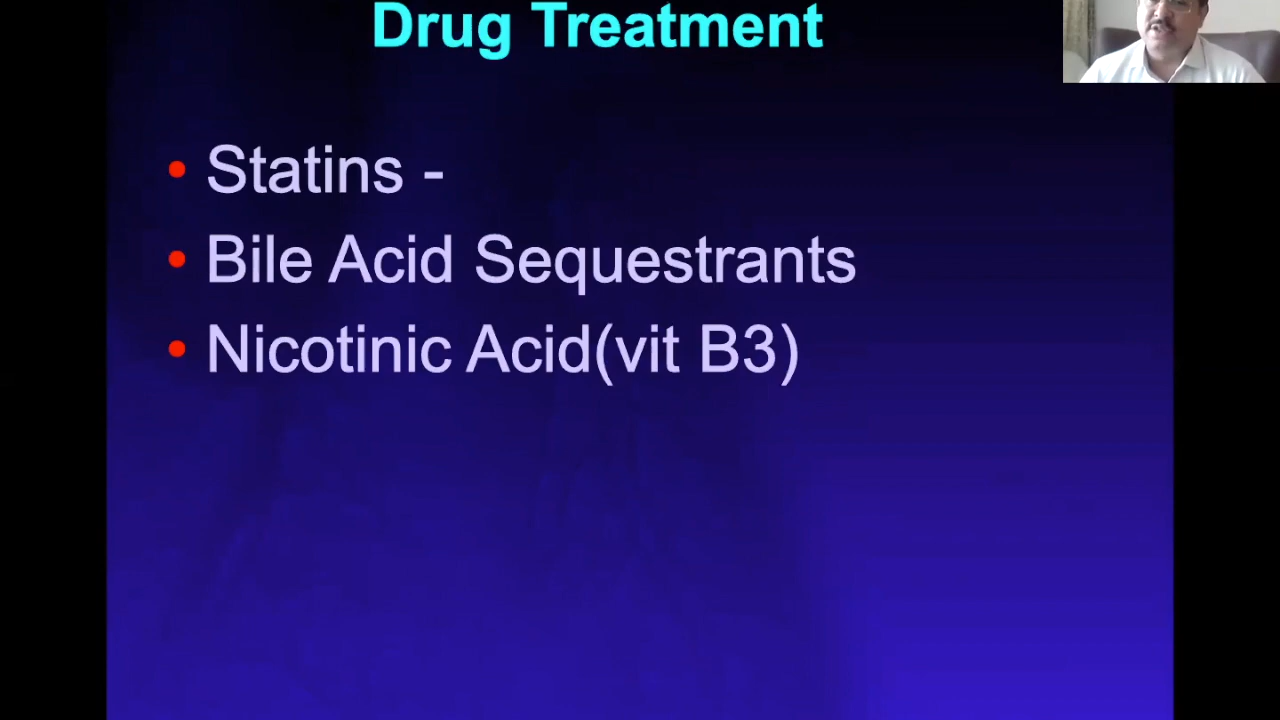 Drug Treatment
• Statins -
• Bile Acid Sequestrants
• Nicotinic Acid(vit B3)